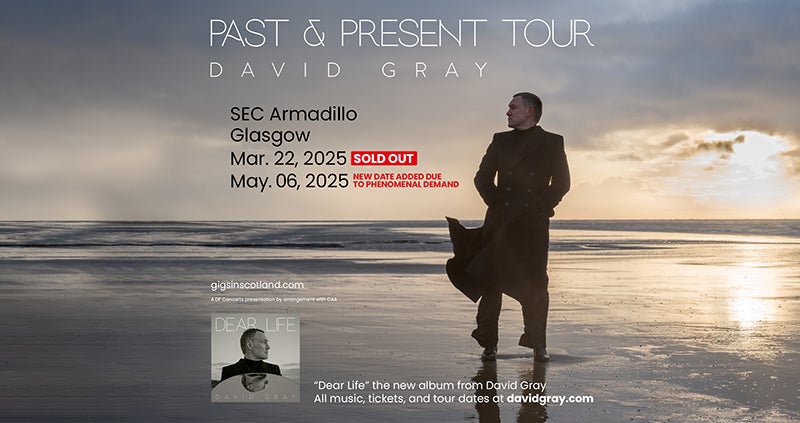 PAST & PRESENT TOUR
DAVID GRAY
SEC Armadillo
Glasgow
Mar. 22, 2025 SOLD OUT
May. 06, 2025 NEW DATE ADDED DUE
TO PHENOMENAL DEMAND
gigsinscotland.com
A DF Concerts presentation by arrangement with CAA
DEAR LIFE
DAVID GRAY
“Dear Life” the new album from David Gray
All music, tickets, and tour dates at davidgray.com